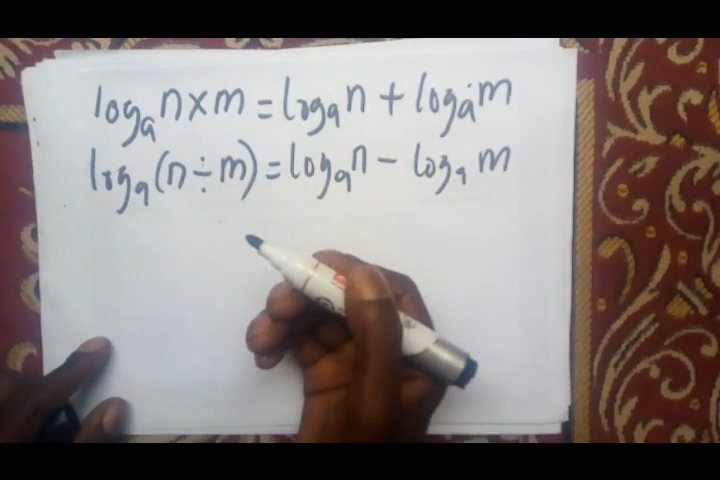 logₐ n × m = logₐ n + logₐ m
logₐ (n ÷ m) = logₐ n − logₐ m